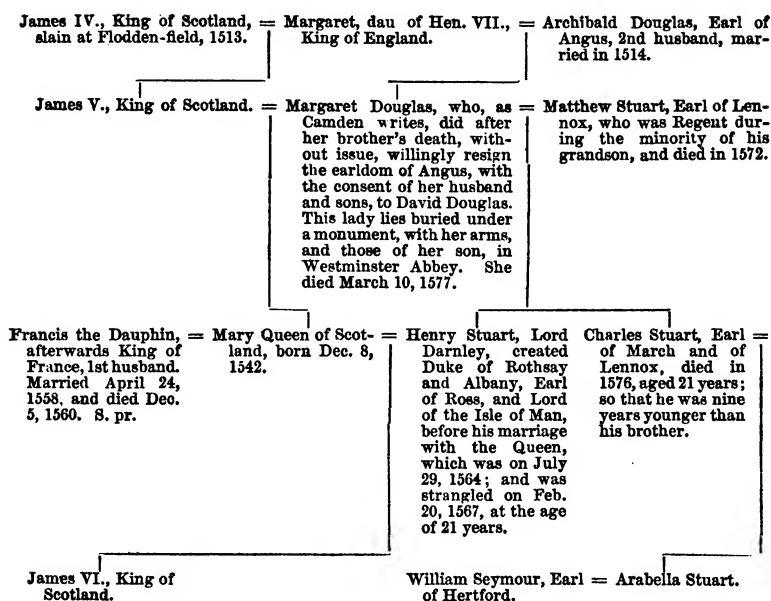 James IV., King of Scotland,
slain at Flodden-field, 1513.
=
Margaret, dau of Hen. VII.,
King of England.
=
Archibald Douglas, Earl of
Angus, 2nd husband, mar-
ried in 1514.
James V., King of Scotland.
=
Margaret Douglas, who, as
Camden writes, did after
her brother's death, with-
out issue, willingly resign
the earldom of Angus, with
the consent of her husband
and sons, to David Douglas.
This lady lies buried under
a monument, with her arms,
and those of her son, in
Westminster Abbey. She
died March 10, 1577.
=
Matthew Stuart, Earl of Len-
nox, who was Regent dur-
ing the minority of his
grandson, and died in 1572.
Francis the Dauphin,
afterwards King of
France, 1st husband.
Married April 24,
1558, and died Dec.
5, 1560. S. pr.
=
Mary Queen of Scot-
land, born Dec. 8,
1542.
=
Henry Stuart, Lord
Darnley, created
Duke of Rothsay
and Albany, Earl
of Ross, and Lord
of the Isle of Man,
before his marriage
with the Queen,
which was on July
29, 1564; and was
strangled on Feb.
20, 1567, at the age
of 21 years.
Charles Stuart, Earl
of March and of
Lennox, died in
1576, aged 21 years;
so that he was nine
years younger than
his brother.
=
James VI., King of
Scotland.
William Seymour, Earl
of Hertford.
=
Arabella Stuart.